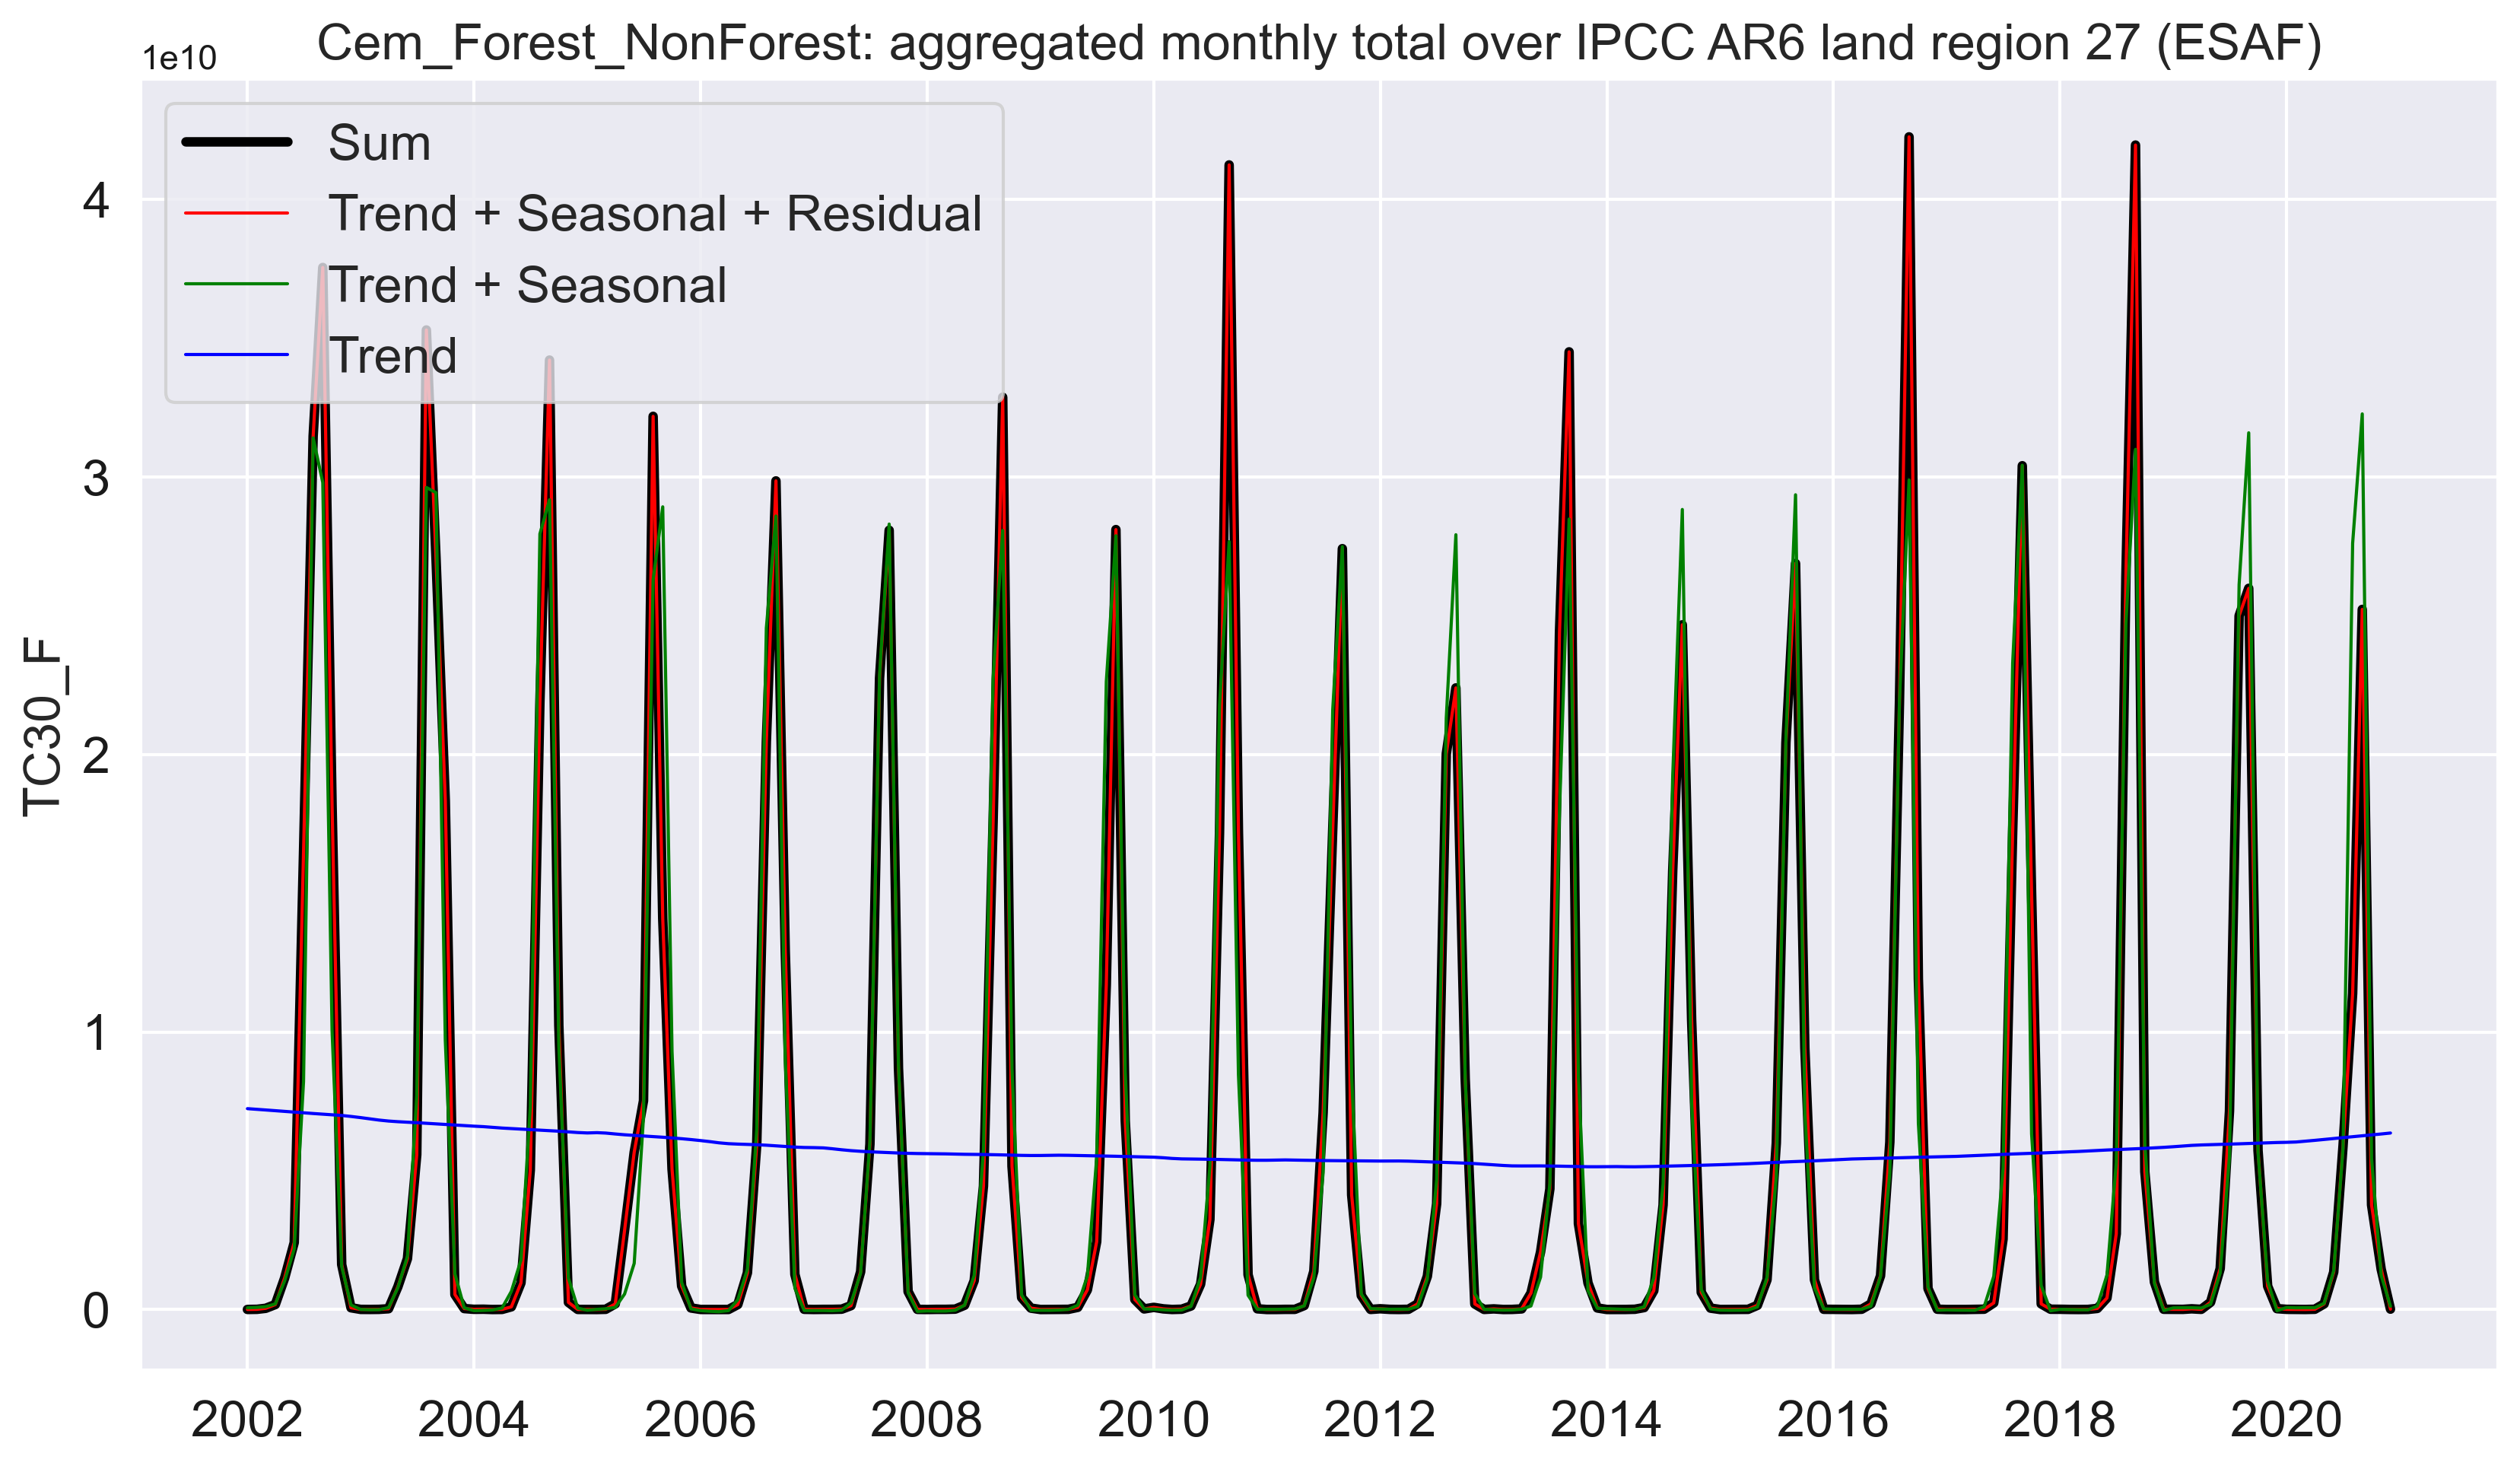 Cem_Forest_NonForest: aggregated monthly total over IPCC AR6 land region 27 (ESAF)
1e10
Sum
Trend + Seasonal + Residual
Trend + Seasonal
Trend
TC30_F
4
3
2
1
0
2002 2004 2006 2008 2010 2012 2014 2016 2018 2020